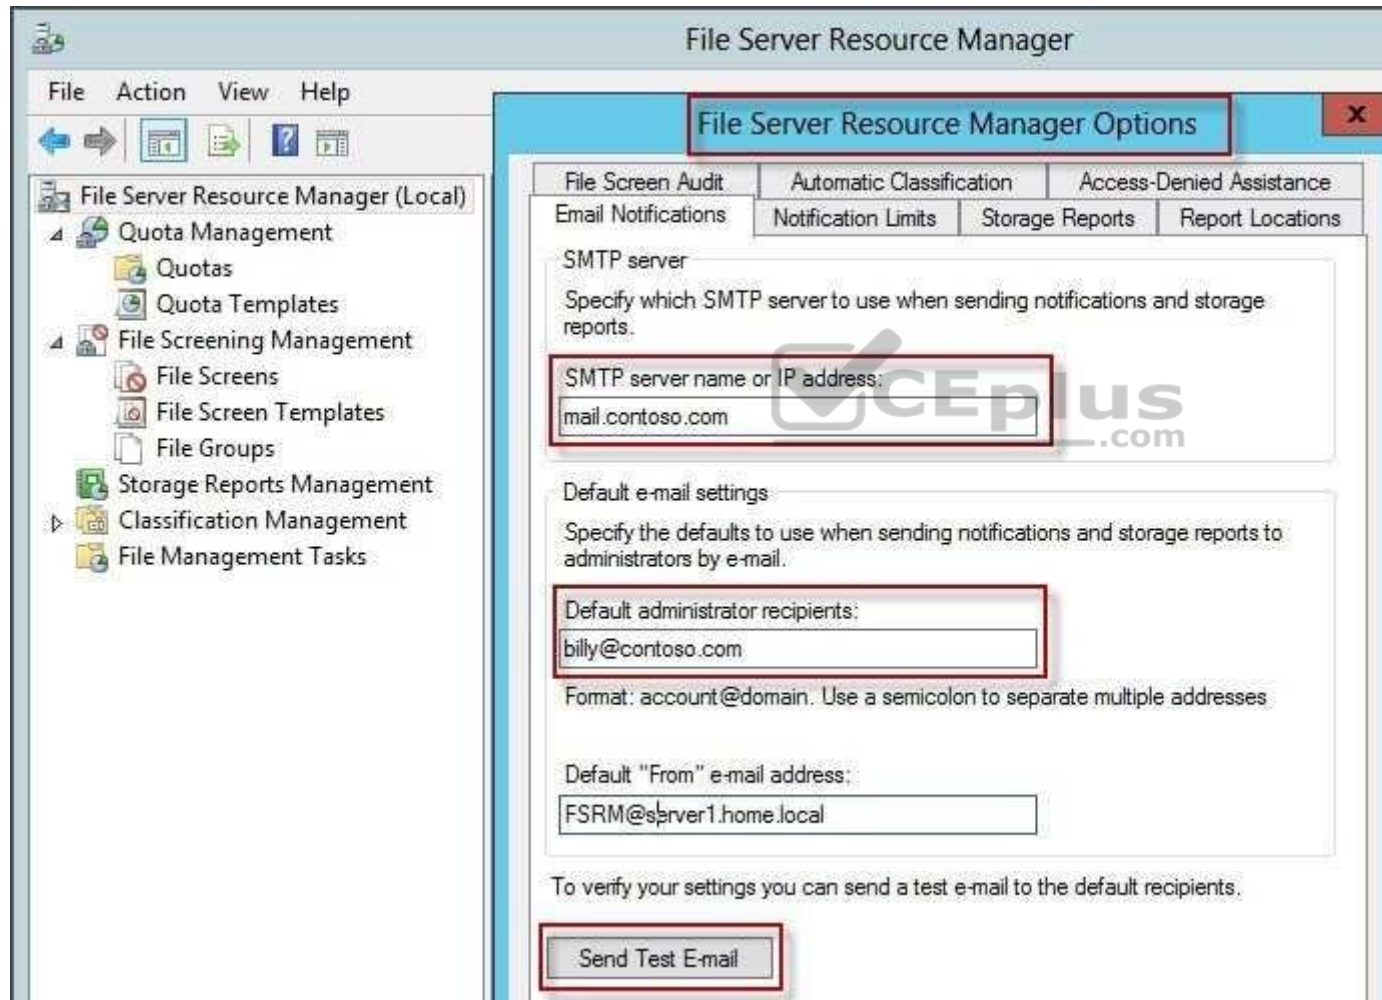 File Server Resource Manager
File Action View Help
File Server Resource Manager (Local)
Quota Management
Quotas
Quota Templates
File Screening Management
File Screens
File Screen Templates
File Groups
Storage Reports Management
Classification Management
File Management Tasks
File Server Resource Manager Options
x
File Screen Audit Automatic Classification Access-Denied Assistance
Email Notifications Notification Limits Storage Reports Report Locations
SMTP server
Specify which SMTP server to use when sending notifications and storage
reports.
SMTP server name or IP address:
mail.contoso.com
CEplus
.com
Default e-mail settings
Specify the defaults to use when sending notifications and storage reports to
administrators by e-mail.
Default administrator recipients:
billy@contoso.com
Format: account@domain. Use a semicolon to separate multiple addresses
Default "From" e-mail address:
FSRM@server1.home.local
To verify your settings you can send a test e-mail to the default recipients.
Send Test E-mail